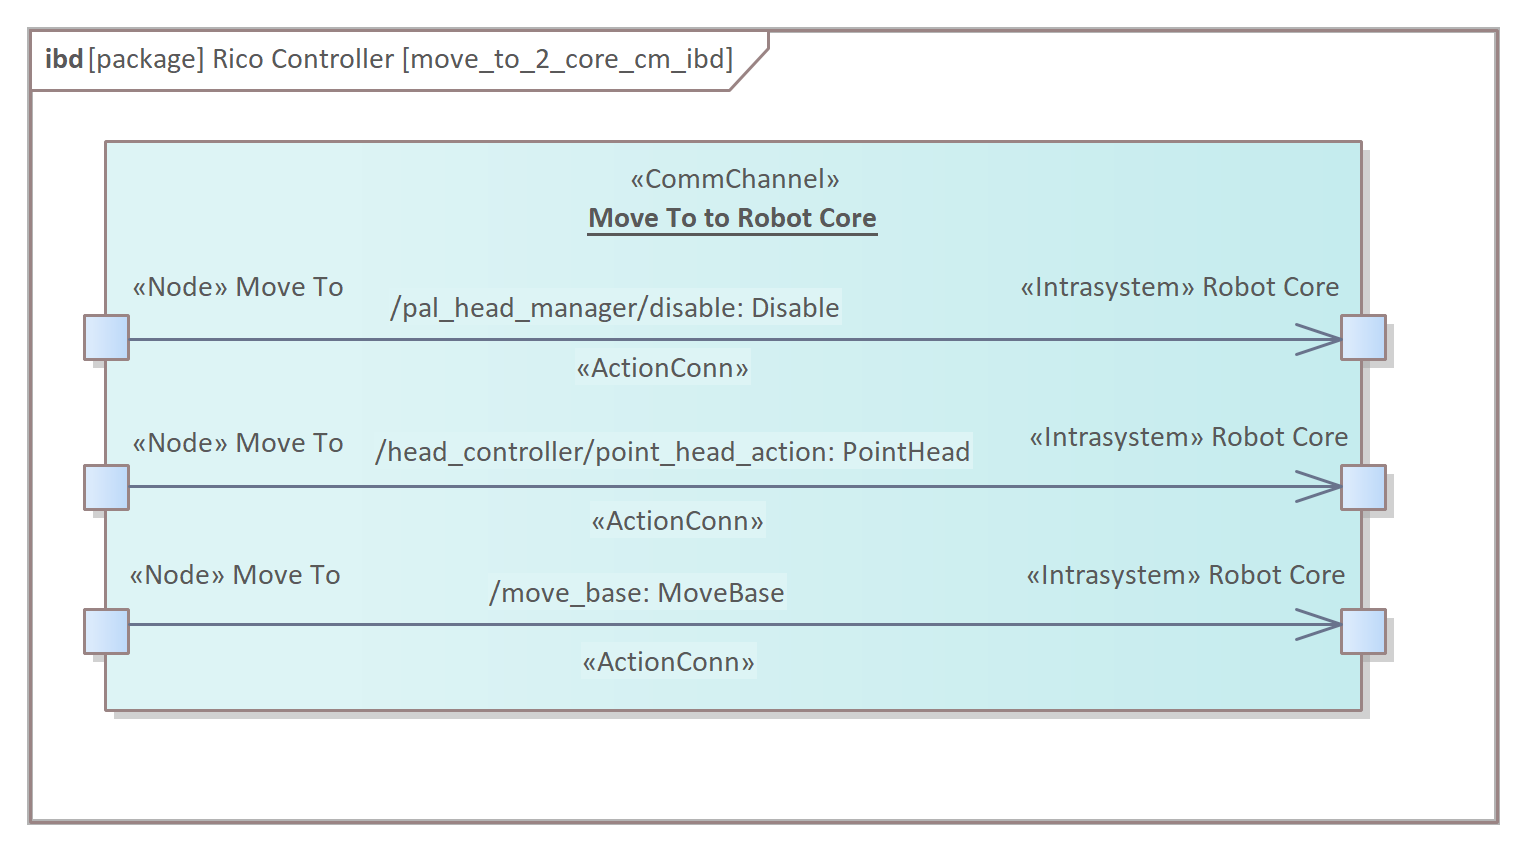 ibd [package] Rico Controller [move_to_2_core_cm_ibd]
«CommChannel»
Move To to Robot Core
«Node» Move To
«Intrasystem» Robot Core
/pal_head_manager/disable: Disable
«ActionConn»
«Node» Move To
«Intrasystem» Robot Core
/head_controller/point_head_action: PointHead
«ActionConn»
«Node» Move To
«Intrasystem» Robot Core
/move_base: MoveBase
«ActionConn»